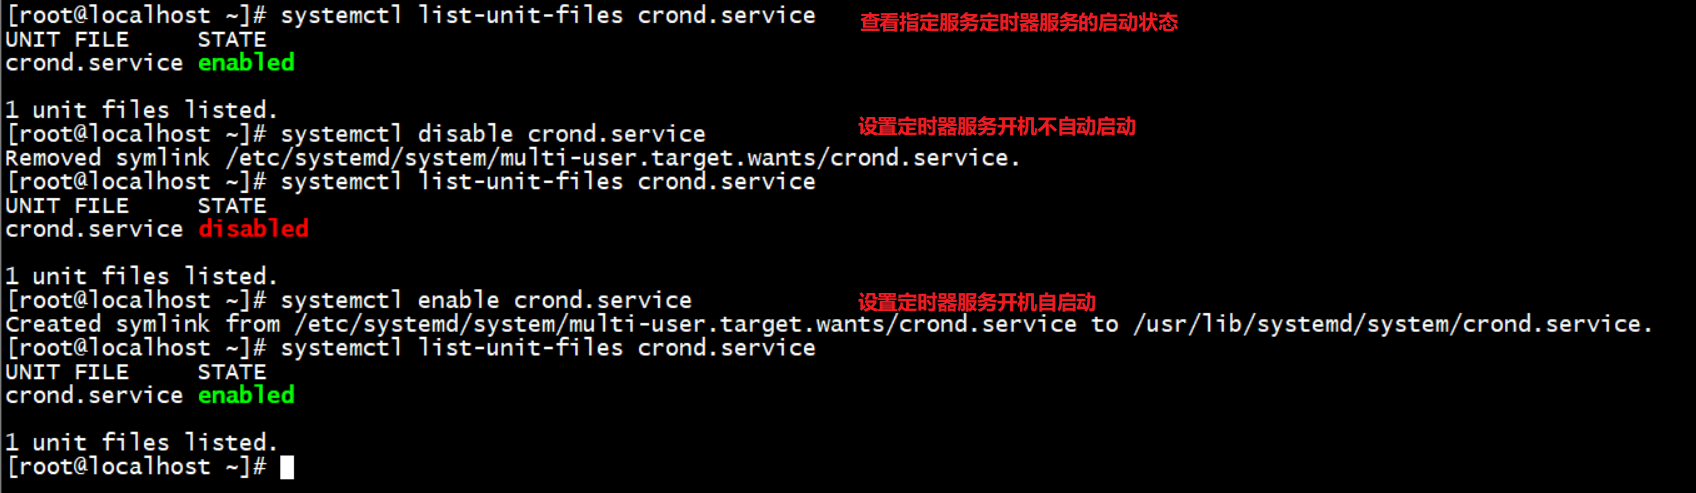 [root@localhost ~]# systemctl list-unit-files crond.service 查看指定服务定时器服务的启动状态
UNIT FILE     STATE
crond.service enabled
1 unit files listed.
[root@localhost ~]# systemctl disable crond.service 设置定时器服务开机不自动启动
Removed symlink /etc/systemd/system/multi-user.target.wants/crond.service.
[root@localhost ~]# systemctl list-unit-files crond.service
UNIT FILE     STATE
crond.service disabled
1 unit files listed.
[root@localhost ~]# systemctl enable crond.service 设置定时器服务开机自启动
Created symlink from /etc/systemd/system/multi-user.target.wants/crond.service to /usr/lib/systemd/system/crond.service.
[root@localhost ~]# systemctl list-unit-files crond.service
UNIT FILE     STATE
crond.service enabled
1 unit files listed.
[root@localhost ~]#